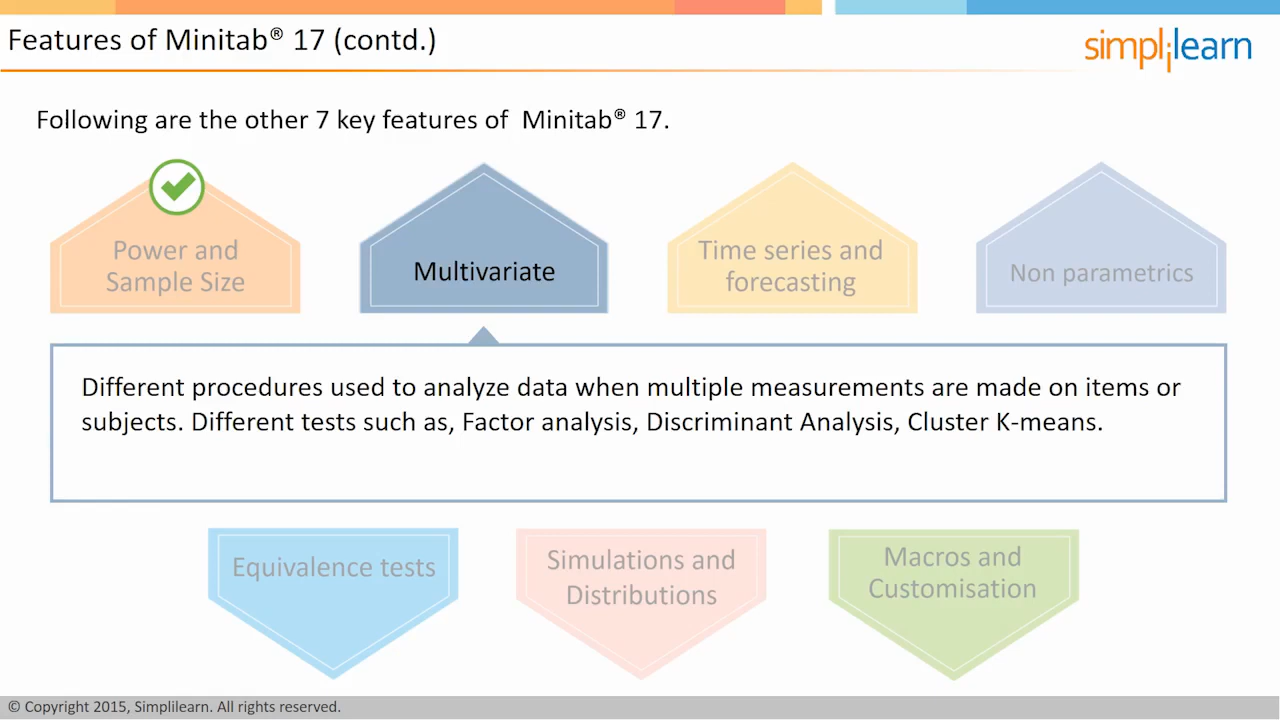 Features of Minitab® 17 (contd.)
simplilearn
Following are the other 7 key features of  Minitab® 17.
Power and
Sample Size
Multivariate
Time series and
forecasting
Non parametrics
Different procedures used to analyze data when multiple measurements are made on items or
subjects. Different tests such as, Factor analysis, Discriminant Analysis, Cluster K-means.
Equivalence tests
Simulations and
Distributions
Macros and
Customisation
© Copyright 2015, Simplilearn. All rights reserved.